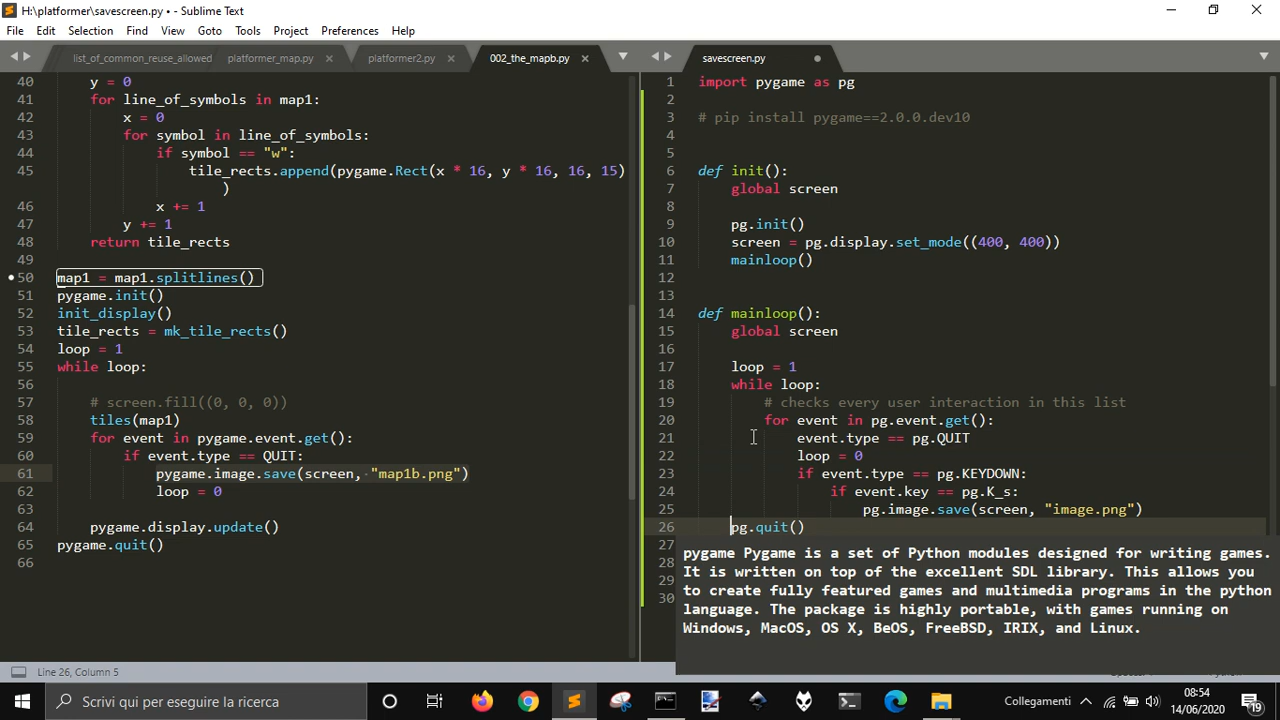 H:\platformer\savescreen.py • - Sublime Text
File Edit Selection Find View Goto Tools Project Preferences Help
list_of_common_reuse_allowed platformer_map.py × platformer2.py × 002_the_mapb.py ×
40 y = 0
41 for line_of_symbols in map1:
42 x = 0
43 for symbol in line_of_symbols:
44 if symbol == "w":
45 tile_rects.append(pygame.Rect(x * 16, y * 16, 16, 15)
)
46 x += 1
47 y += 1
48 return tile_rects
49
50 map1 = map1.splitlines()
51 pygame.init()
52 init_display()
53 tile_rects = mk_tile_rects()
54 loop = 1
55 while loop:
56
57 # screen.fill((0, 0, 0))
58 tiles(map1)
59 for event in pygame.event.get():
60 if event.type == QUIT:
61 pygame.image.save(screen, "map1b.png")
62 loop = 0
63
64 pygame.display.update()
65 pygame.quit()
66
savescreen.py
1 import pygame as pg
2
3 # pip install pygame==2.0.0.dev10
4
5
6 def init():
7 global screen
8
9 pg.init()
10 screen = pg.display.set_mode((400, 400))
11 mainloop()
12
13
14 def mainloop():
15 global screen
16
17 loop = 1
18 while loop:
19 # checks every user interaction in this list
20 for event in pg.event.get():
21 event.type == pg.QUIT
22 loop = 0
23 if event.type == pg.KEYDOWN:
24 if event.key == pg.K_s:
25 pg.image.save(screen, "image.png")
26 pg.quit()
27
28
29
30
pygame Pygame is a set of Python modules designed for writing games.
It is written on top of the excellent SDL library. This allows you
to create fully featured games and multimedia programs in the python
language. The package is highly portable, with games running on
Windows, MacOS, OS X, BeOS, FreeBSD, IRIX, and Linux.
Line 26, Column 5
Scrivi qui per eseguire la ricerca
Collegamenti
08:54
14/06/2020
19